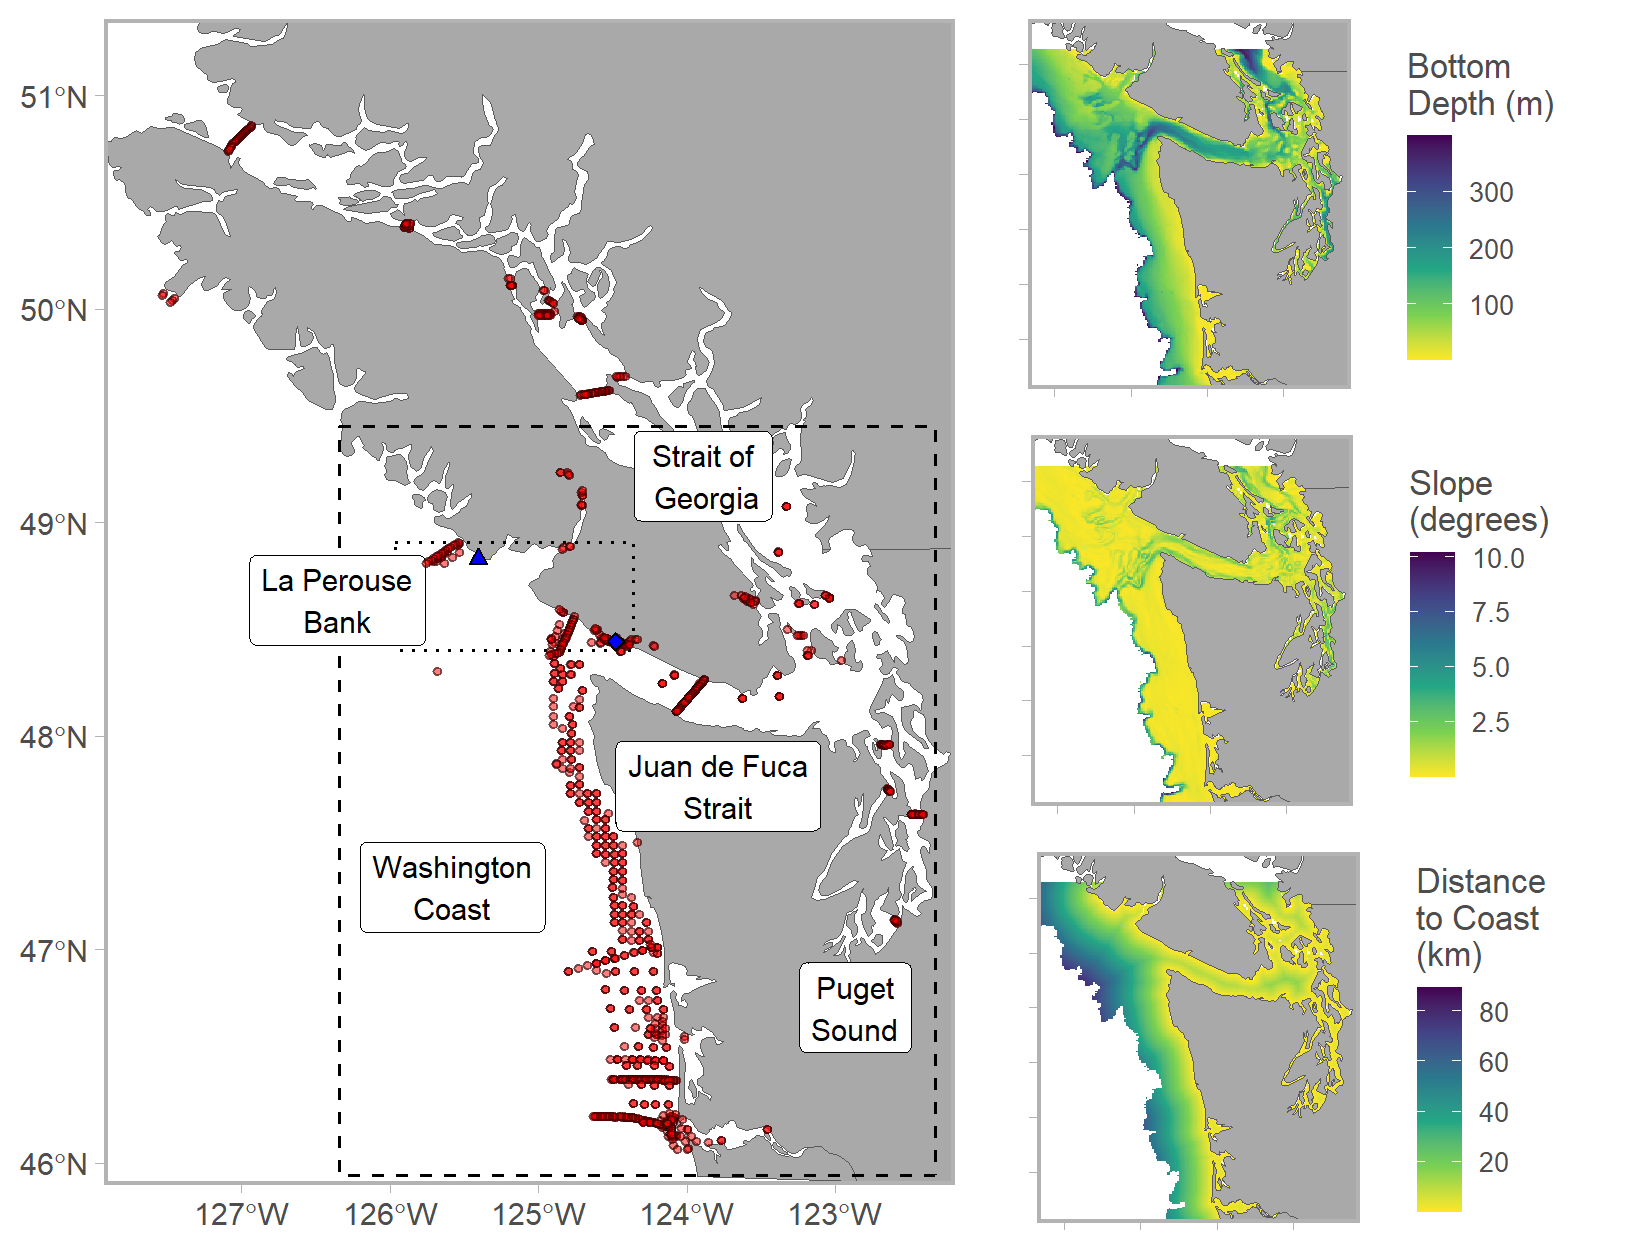 51°N
50°N
49°N
48°N
47°N
46°N
127°W
126°W
125°W
124°W
123°W
Strait of
Georgia
La Perouse
Bank
Juan de Fuca
Strait
Washington
Coast
Puget
Sound
Bottom
Depth (m)
300
200
100
Slope
(degrees)
10.0
7.5
5.0
2.5
Distance
to Coast
(km)
80
60
40
20